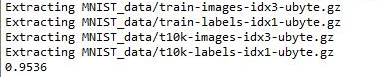 Extracting MNIST_data/train-images-idx3-ubyte.gz
Extracting MNIST_data/train-labels-idx1-ubyte.gz
Extracting MNIST_data/t10k-images-idx3-ubyte.gz
Extracting MNIST_data/t10k-labels-idx1-ubyte.gz
0.9536